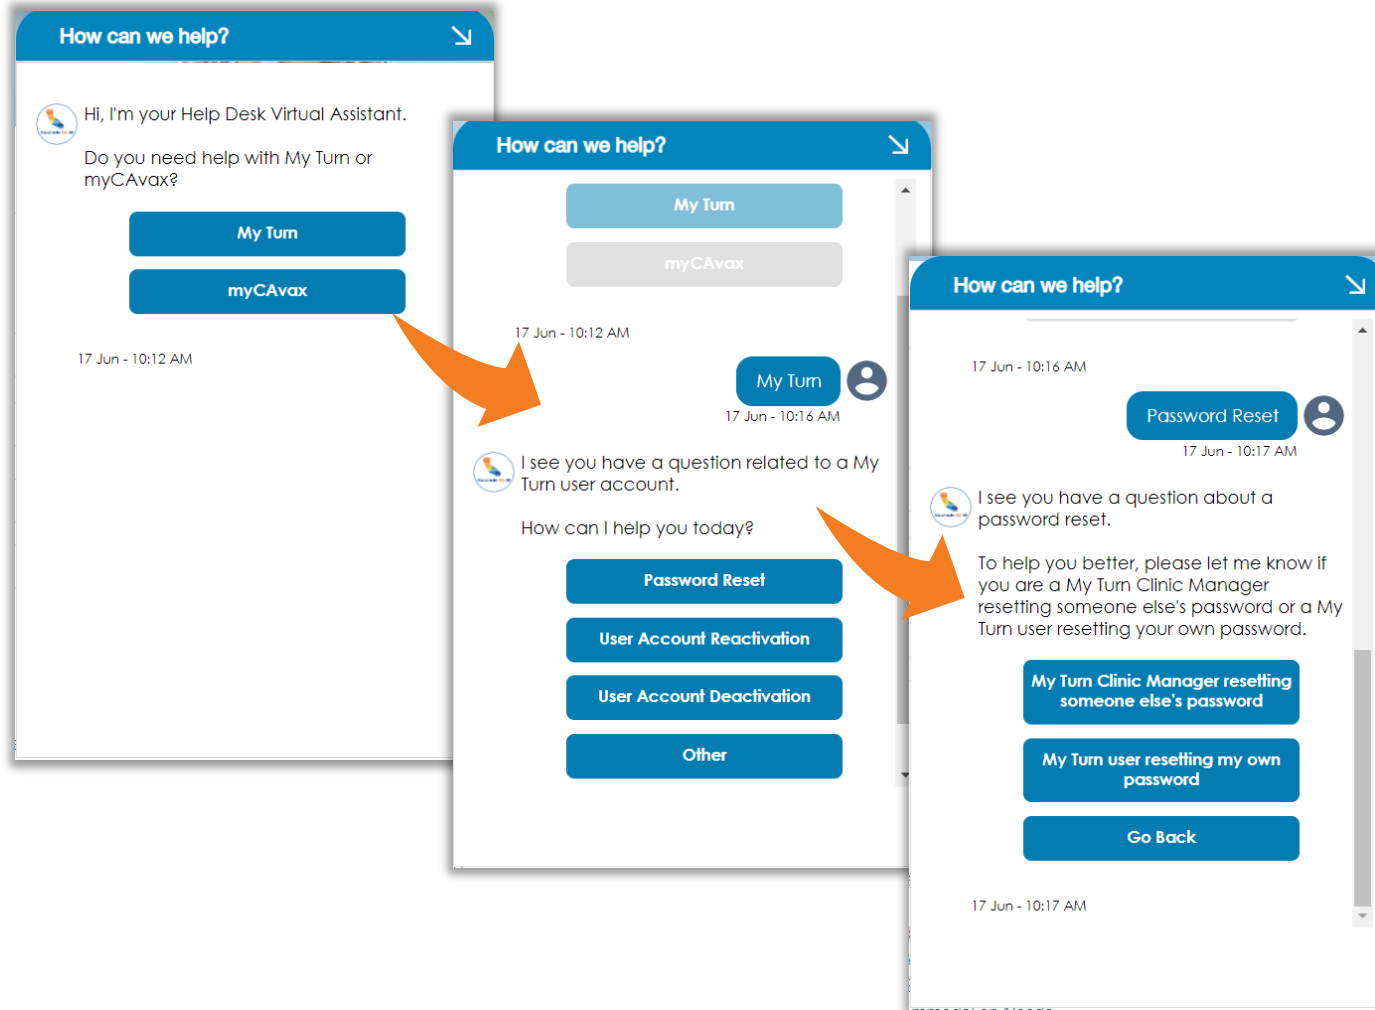 How can we help?
Hi, I'm your Help Desk Virtual Assistant.
Do you need help with My Turn or
myCAvax?
My Turn
myCAvax
17 Jun - 10:12 AM
How can we help?
My Turn
myCAvax
17 Jun - 10:12 AM
My Turn
17 Jun - 10:16 AM
I see you have a question related to a My
Turn user account.
How can I help you today?
Password Reset
User Account Reactivation
User Account Deactivation
Other
How can we help?
17 Jun - 10:16 AM
Password Reset
17 Jun - 10:17 AM
I see you have a question about a
password reset.
To help you better, please let me know if
you are a My Turn Clinic Manager
resetting someone else's password or a My
Turn user resetting your own password.
My Turn Clinic Manager resetting
someone else's password
My Turn user resetting my own
password
Go Back
17 Jun - 10:17 AM